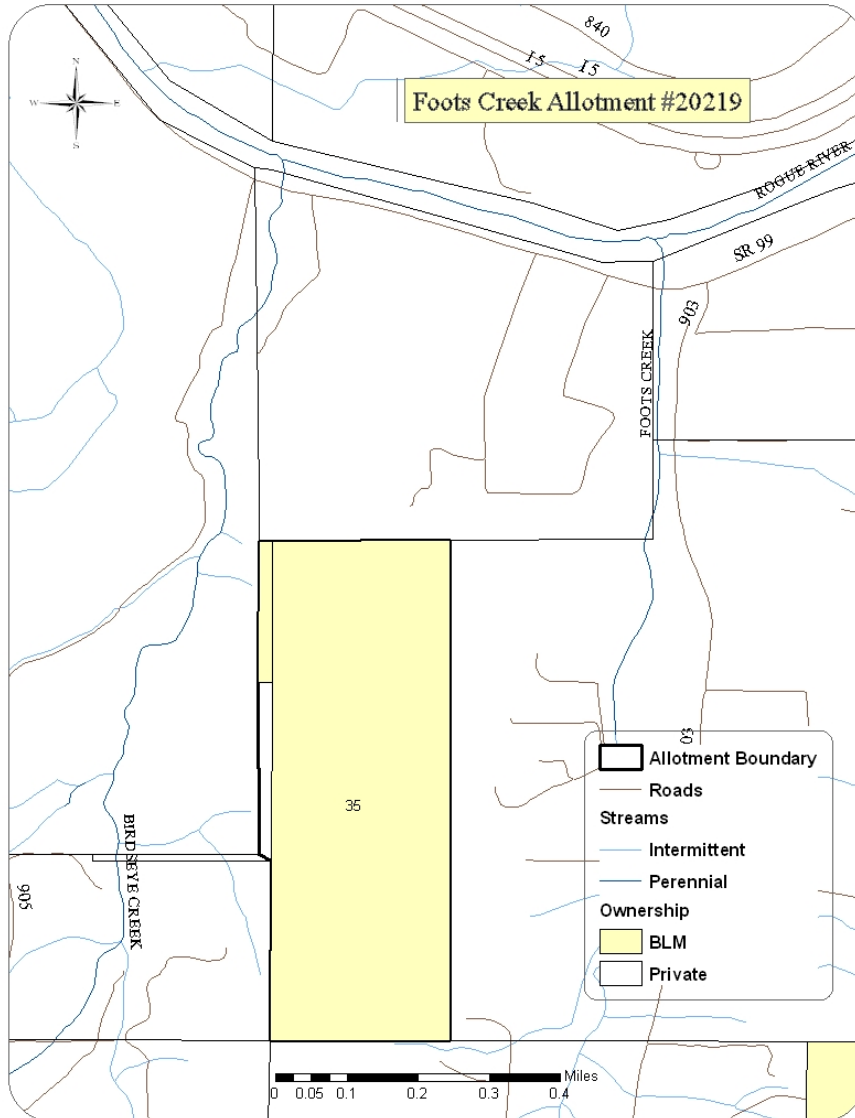 840
15
15
N
W
E
S
Foots Creek Allotment #20219
ROGUE RIVER
SR 99
903
FOOTS CREEK
03
Allotment Boundary
Roads
Streams
Intermittent
Perennial
Ownership
BLM
Private
35
BIRDSEYE CREEK
905
Miles
0 0.05 0.1 0.2 0.3 0.4